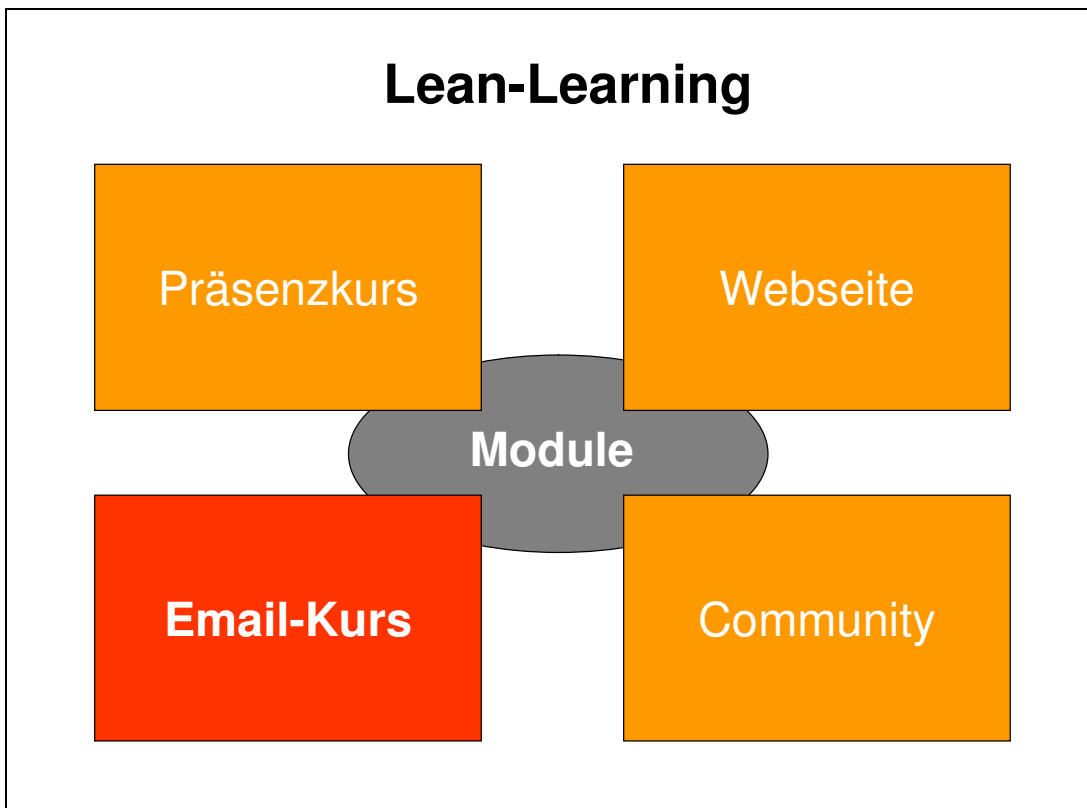 Lean-Learning
Präsenzkurs
Webseite
Module
Email-Kurs
Community